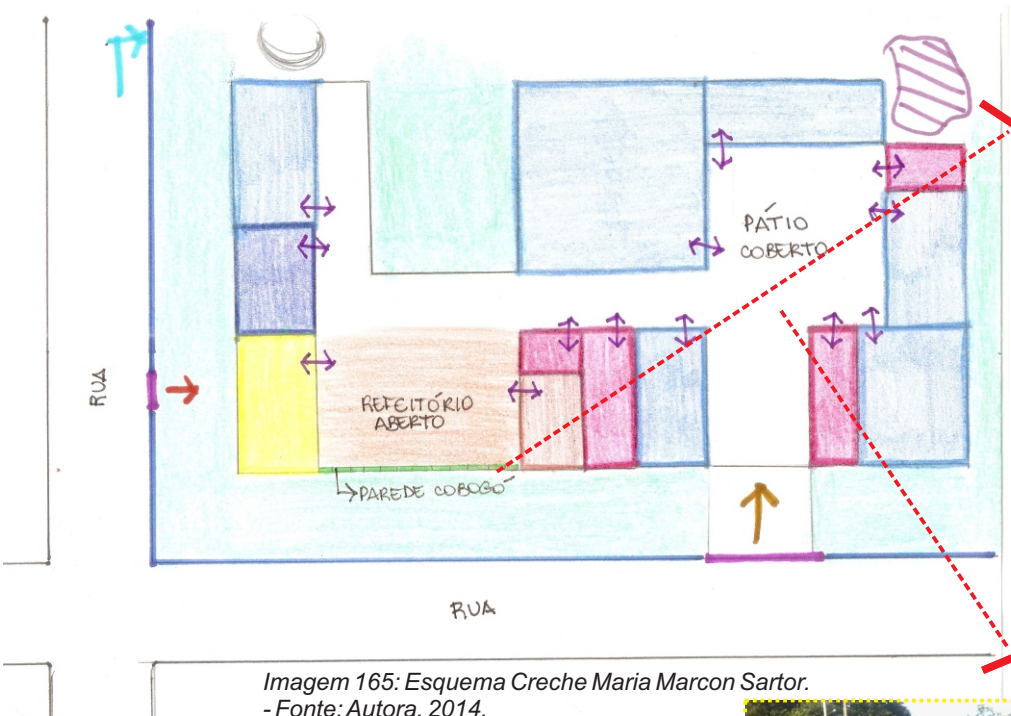 PÁTIO
COBERTO
RUA
REFEITÓRIO
ABERTO
PAREDE COBOGÓ
RUA
Imagem 165: Esquema Creche Maria Marcon Sartor.
- Fonte: Autora, 2014.